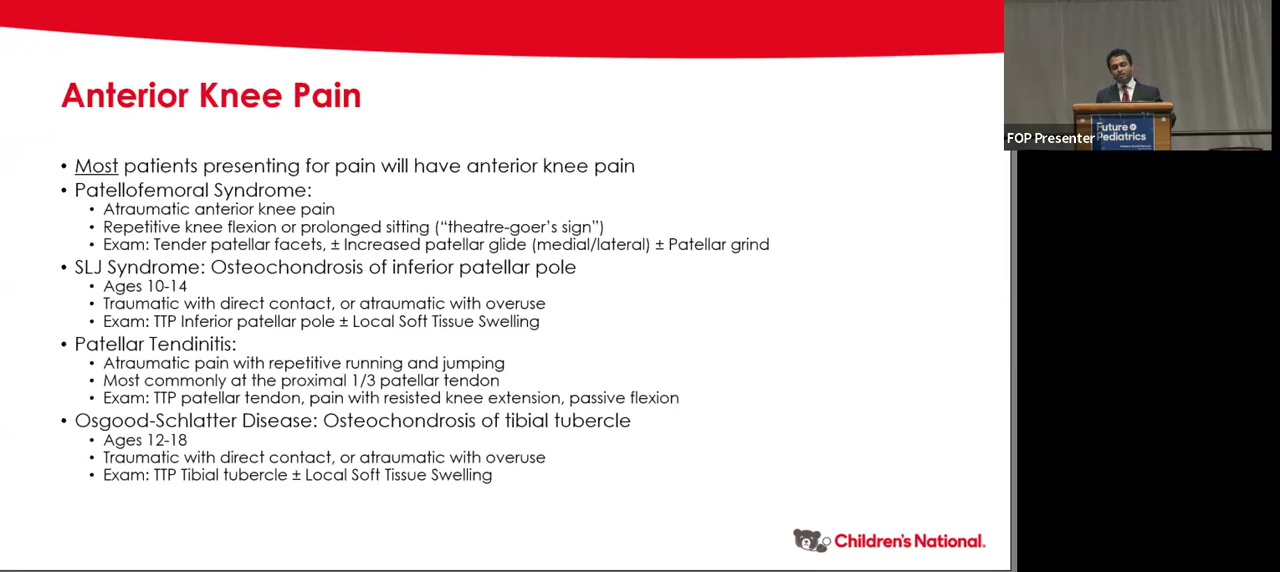 Anterior Knee Pain
• Most patients presenting for pain will have anterior knee pain
• Patellofemoral Syndrome:
• Atraumatic anterior knee pain
• Repetitive knee flexion or prolonged sitting (“theatre-goer’s sign”)
• Exam: Tender patellar facets, ± Increased patellar glide (medial/lateral) ± Patellar grind
• SLJ Syndrome: Osteochondrosis of inferior patellar pole
• Ages 10-14
• Traumatic with direct contact, or atraumatic with overuse
• Exam: TTP Inferior patellar pole ± Local Soft Tissue Swelling
• Patellar Tendinitis:
• Atraumatic pain with repetitive running and jumping
• Most commonly at the proximal 1/3 patellar tendon
• Exam: TTP patellar tendon, pain with resisted knee extension, passive flexion
• Osgood-Schlatter Disease: Osteochondrosis of tibial tubercle
• Ages 12-18
• Traumatic with direct contact, or atraumatic with overuse
• Exam: TTP Tibial tubercle ± Local Soft Tissue Swelling
Children's National.
FOP Presenter
Future
Pediatrics